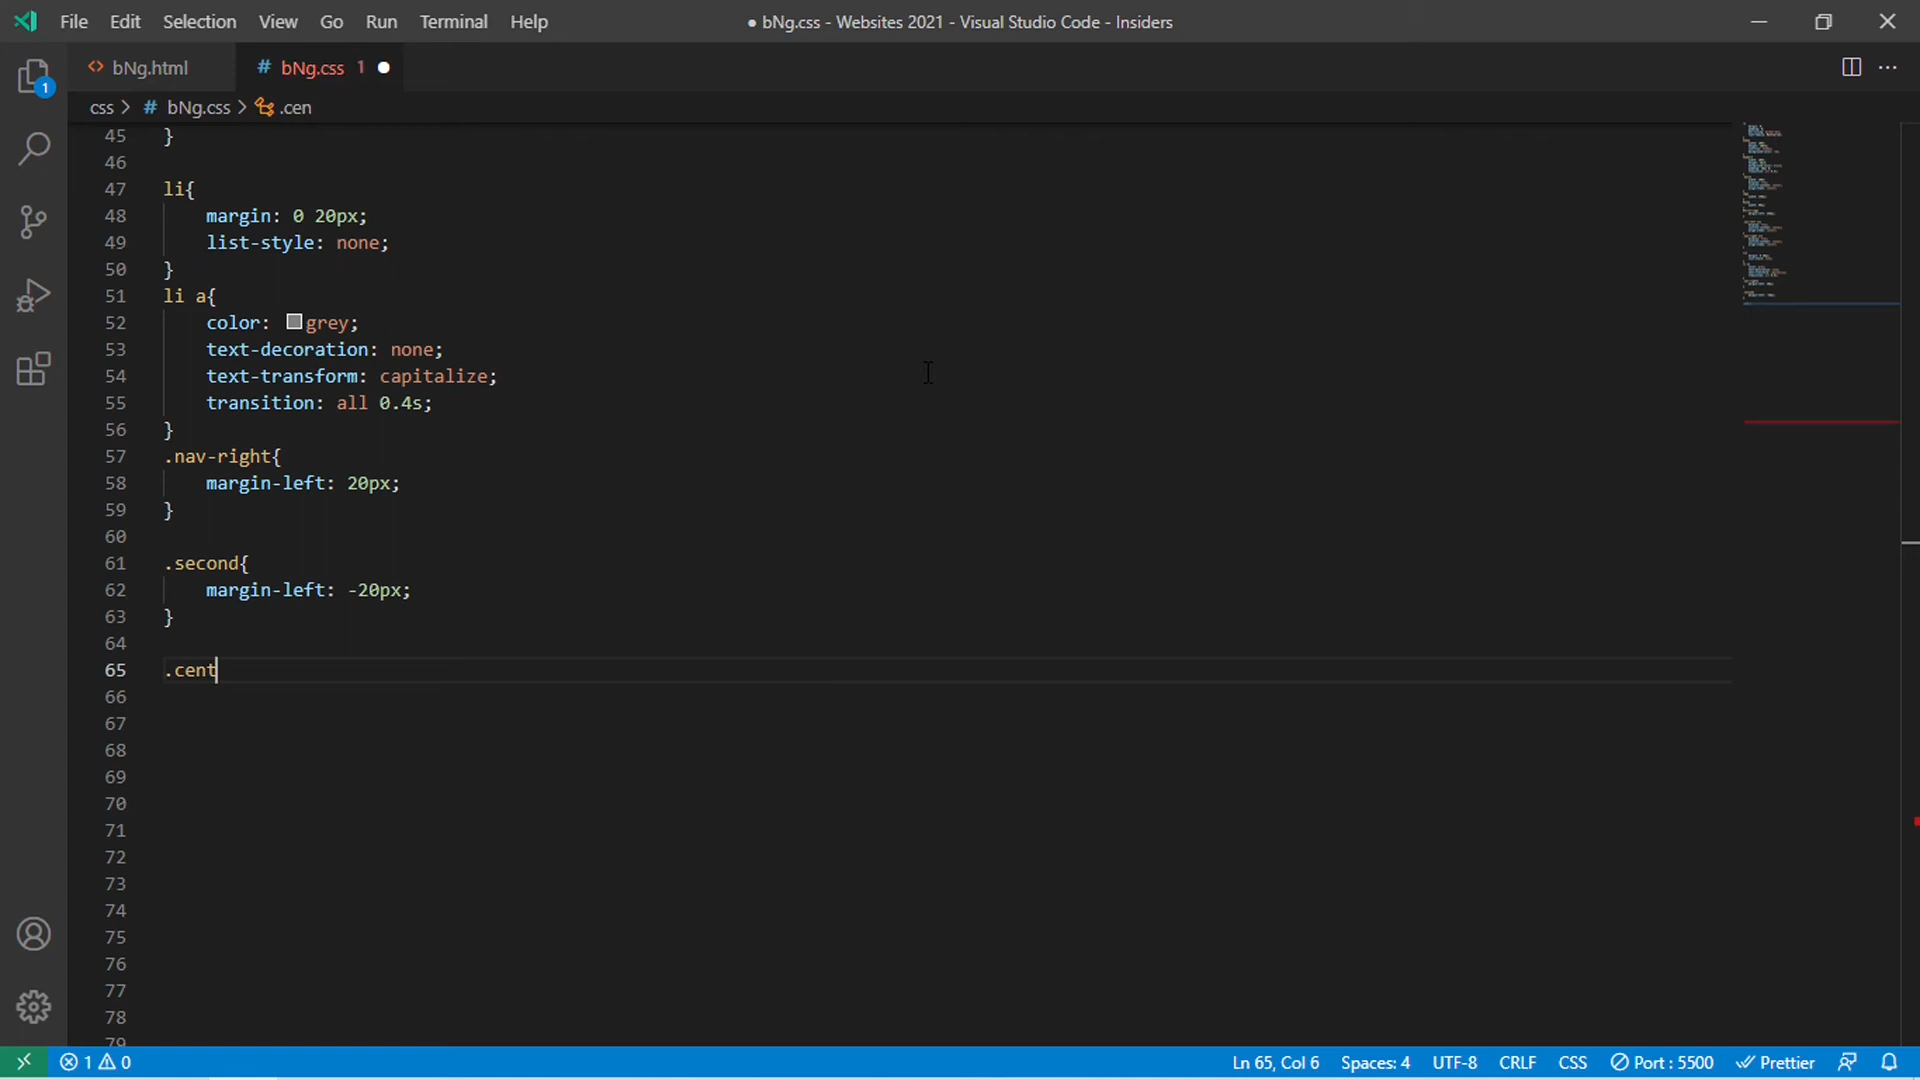 File Edit Selection View Go Run Terminal Help
● bNg.css - Websites 2021 - Visual Studio Code - Insiders
<> bNg.html
# bNg.css 1 ●
1
css > # bNg.css > .cen
45 }
46
47 li{
48 margin: 0 20px;
49 list-style: none;
50 }
51 li a{
52 color: grey;
53 text-decoration: none;
54 text-transform: capitalize;
55 transition: all 0.4s;
56 }
57 .nav-right{
58 margin-left: 20px;
59 }
60
61 .second{
62 margin-left: -20px;
63 }
64
65 .cent
66
67
68
69
70
71
72
73
74
75
76
77
78
79
1 0
Ln 65, Col 6 Spaces: 4 UTF-8 CRLF CSS Port : 5500 Prettier